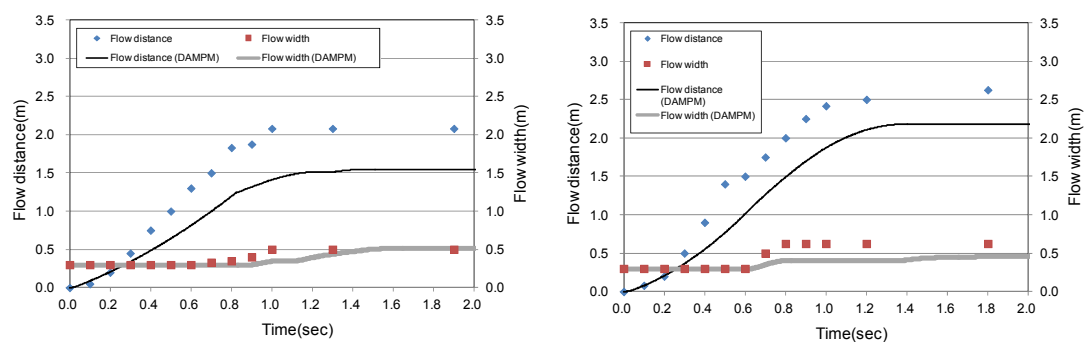 3.5
3.0
2.5
2.0
1.5
1.0
0.5
0.0
Flow distance(m)
Flow distance
Flow width
Flow distance (DAMPM)
Flow width (DAMPM)
3.5
3.0
2.5
2.0
1.5
1.0
0.5
0.0
Flow width(m)
0.0 0.2 0.4 0.6 0.8 1.0 1.2 1.4 1.6 1.8 2.0
Time(sec)
3.5
3.0
2.5
2.0
1.5
1.0
0.5
0.0
Flow distance(m)
Flow distance
Flow width
Flow distance
(DAMPM)
Flow width (DAMPM)
3.5
3.0
2.5
2.0
1.5
1.0
0.5
0.0
Flow width(m)
0.0 0.2 0.4 0.6 0.8 1.0 1.2 1.4 1.6 1.8 2.0
Time(sec)